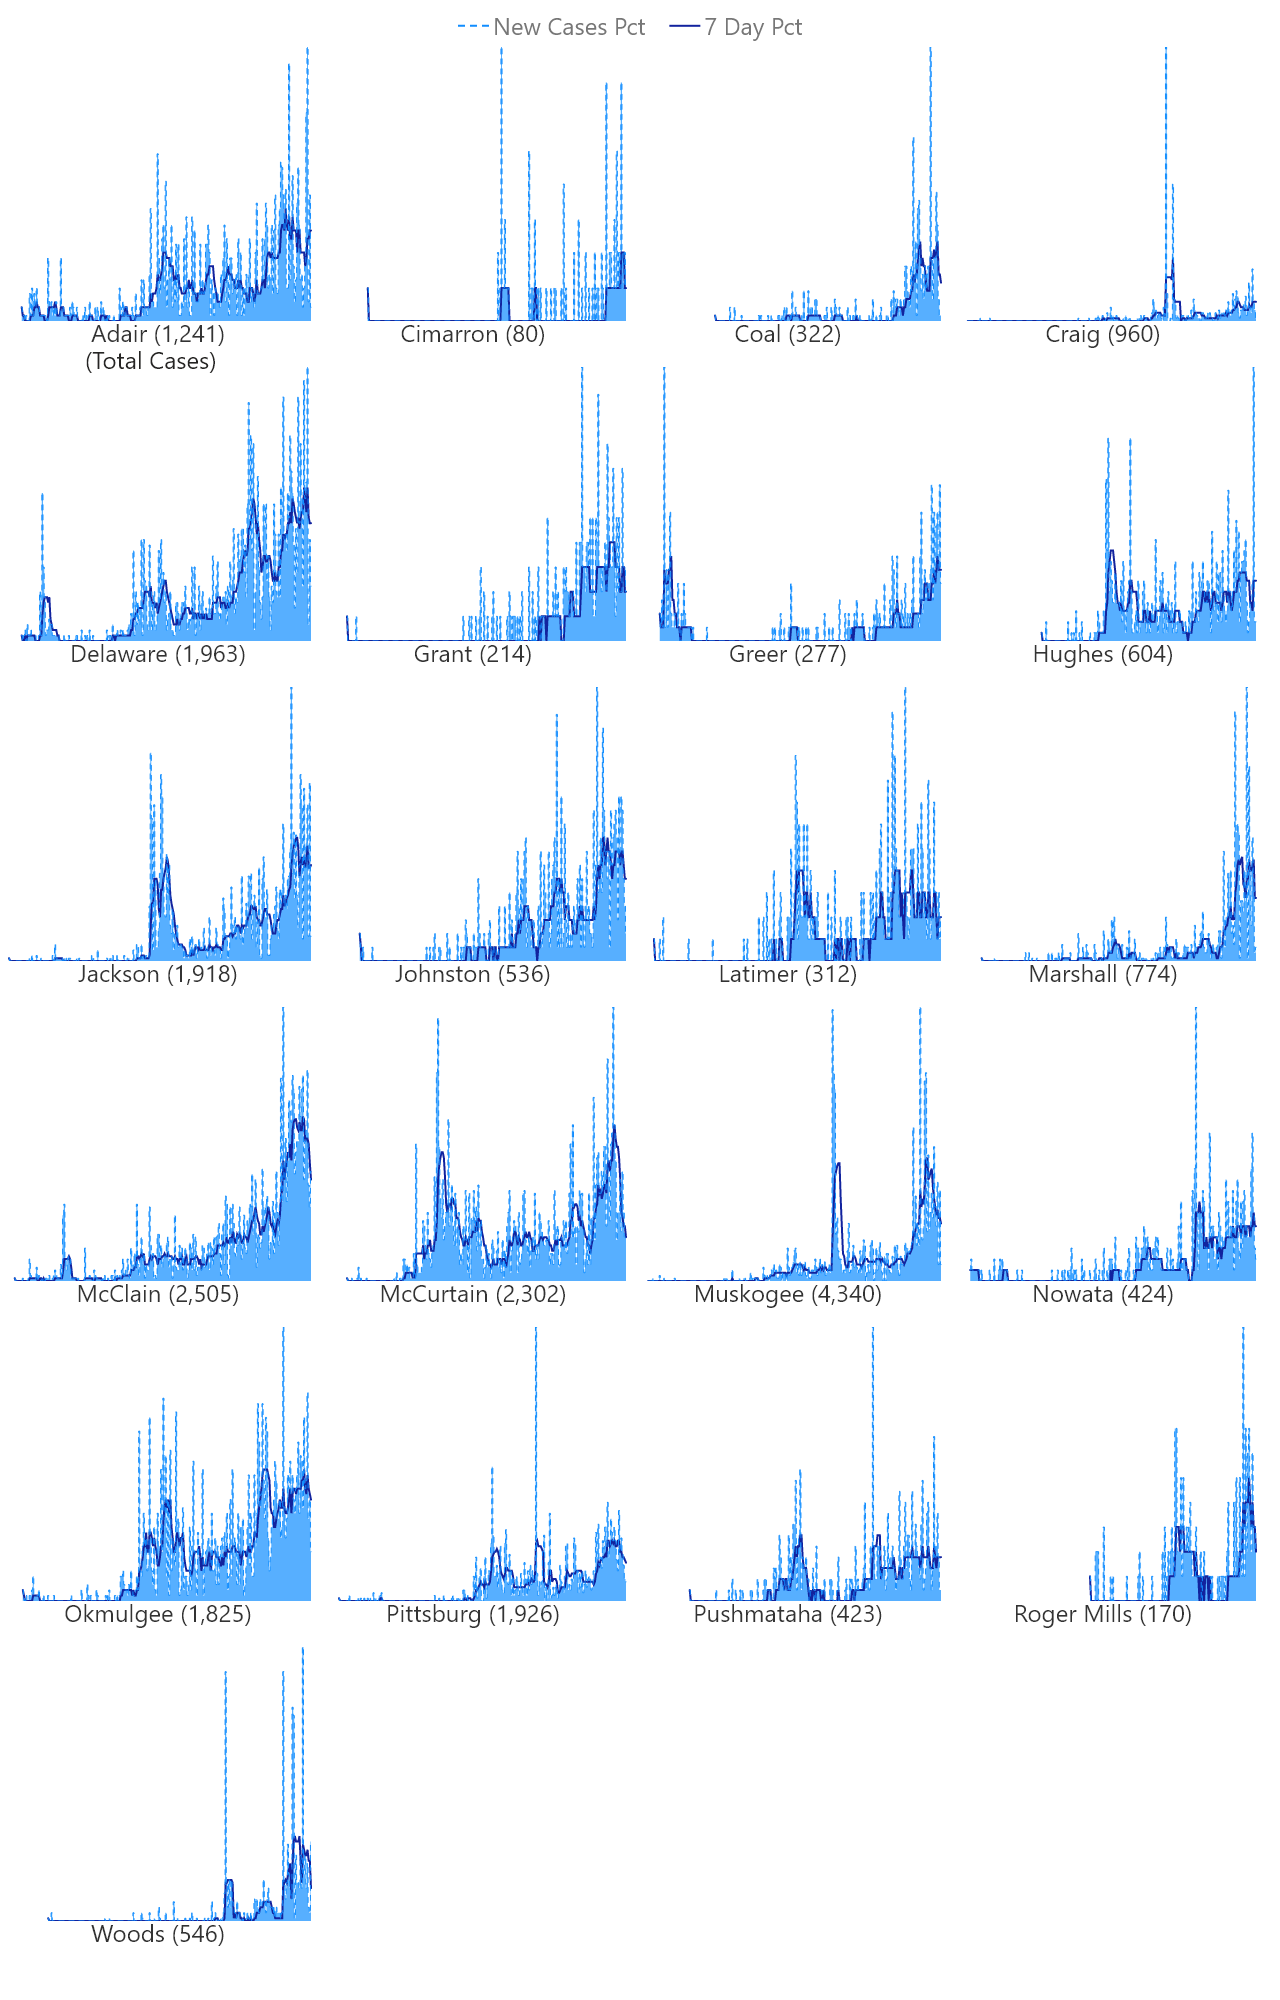 New Cases Pct 7 Day Pct
Adair (1,241) Cimarron (80) Coal (322) Craig (960)
(Total Cases)
Delaware (1,963) Grant (214) Greer (277) Hughes (604)
Jackson (1,918) Johnston (536) Latimer (312) Marshall (774)
McClain (2,505) McCurtain (2,302) Muskogee (4,340) Nowata (424)
Okmulgee (1,825) Pittsburg (1,926) Pushmataha (423) Roger Mills (170)
Woods (546)